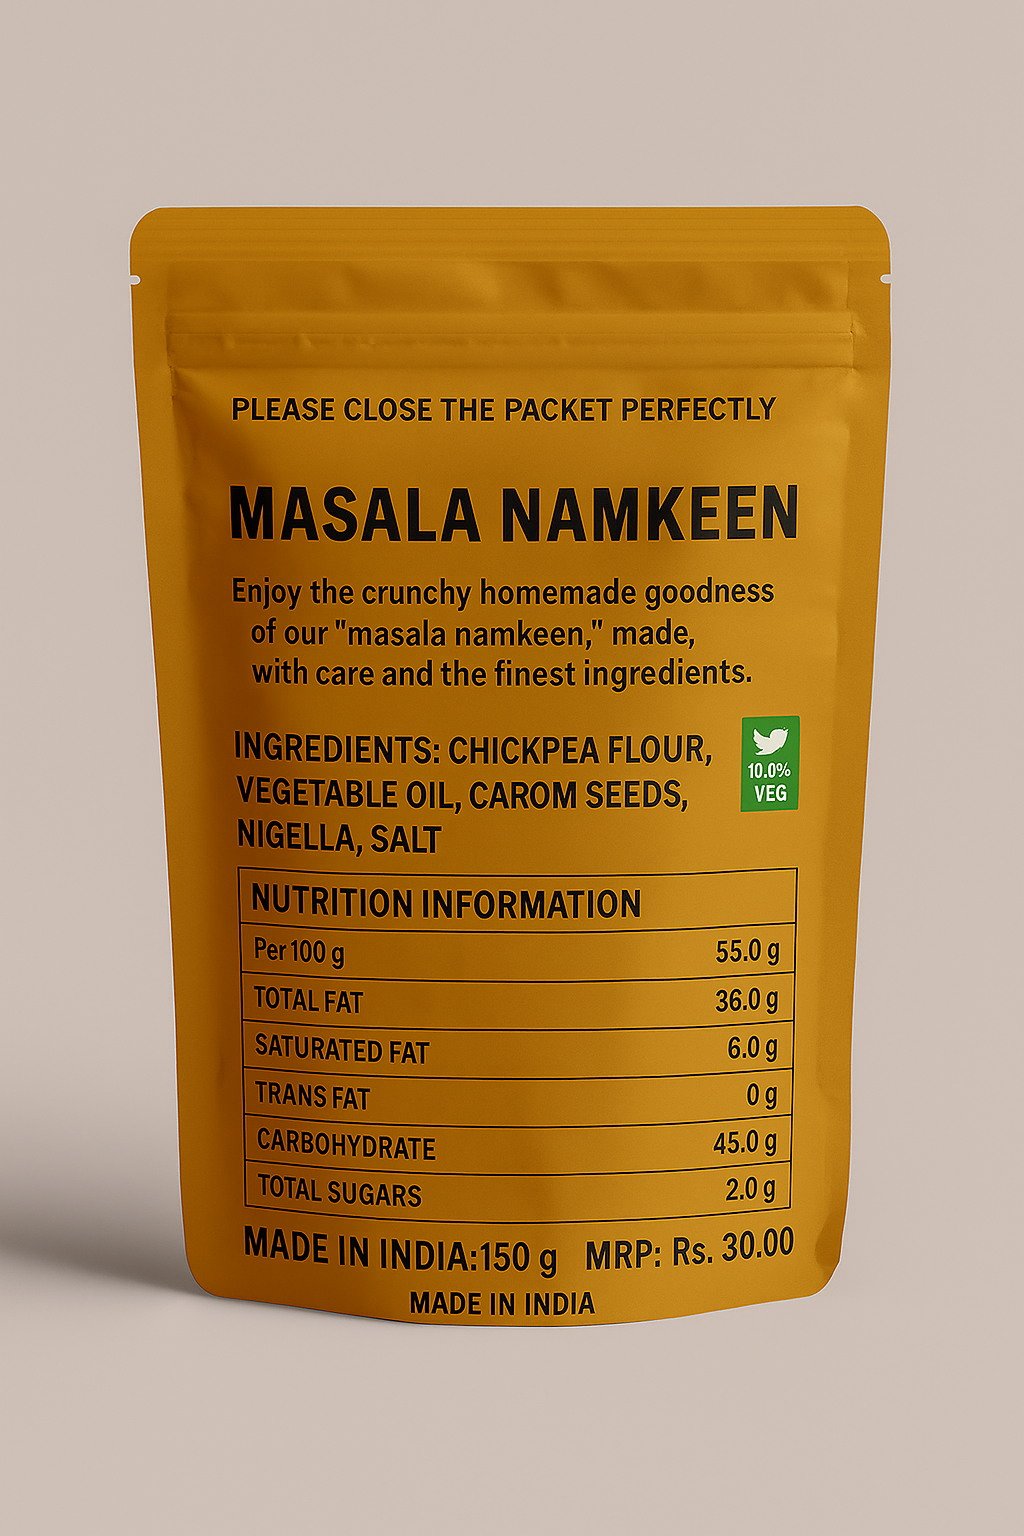 PLEASE CLOSE THE PACKET PERFECTLY
MASALA NAMKEEN
Enjoy the crunchy homemade goodness
of our "masala namkeen," made,
with care and the finest ingredients.
INGREDIENTS: CHICKPEA FLOUR,
VEGETABLE OIL, CAROM SEEDS,
NIGELLA, SALT
10.0%
VEG
NUTRITION INFORMATION
Per 100 g 55.0 g
TOTAL FAT 36.0 g
SATURATED FAT 6.0 g
TRANS FAT 0 g
CARBOHYDRATE 45.0 g
TOTAL SUGARS 2.0 g
MADE IN INDIA:150 g MRP: Rs. 30.00
MADE IN INDIA